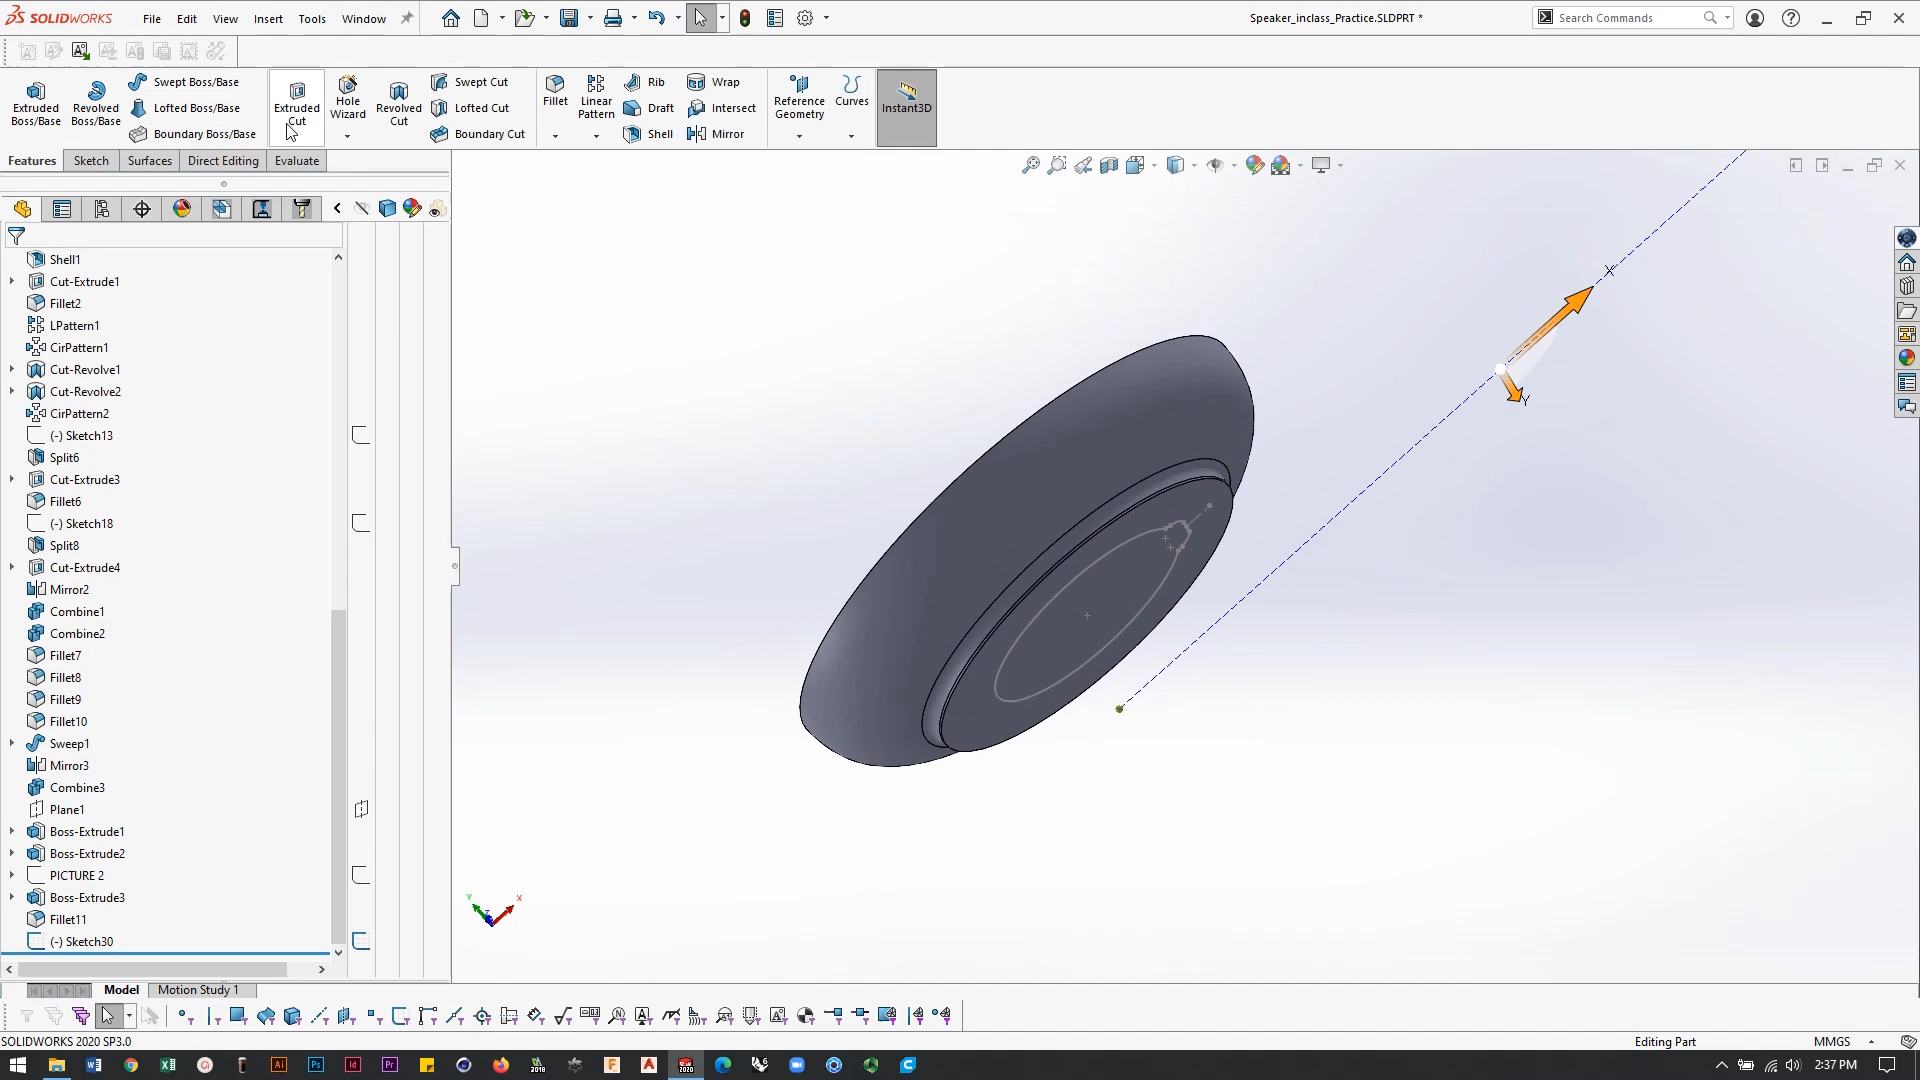 SOLIDWORKS File Edit View Insert Tools Window Speaker_inclass_Practice.SLDPRT * Search Commands
Extruded Boss/Base
Revolved Boss/Base
Swept Boss/Base
Lofted Boss/Base
Boundary Boss/Base
Extruded Cut
Hole Wizard
Revolved Cut
Swept Cut
Lofted Cut
Boundary Cut
Fillet
Linear Pattern
Rib
Draft
Shell
Wrap
Intersect
Mirror
Reference Geometry
Curves
Instant3D
Features Sketch Surfaces Direct Editing Evaluate
Shell1
Cut-Extrude1
Fillet2
LPattern1
CirPattern1
Cut-Revolve1
Cut-Revolve2
CirPattern2
(-) Sketch13
Split6
Cut-Extrude3
Fillet6
(-) Sketch18
Split8
Cut-Extrude4
Mirror2
Combine1
Combine2
Fillet7
Fillet8
Fillet9
Fillet10
Sweep1
Mirror3
Combine3
Plane1
Boss-Extrude1
Boss-Extrude2
PICTURE 2
Boss-Extrude3
Fillet11
(-) Sketch30
X
Y
Y X
Model Motion Study 1
SOLIDWORKS 2020 SP3.0 Editing Part MMGS
2:37 PM